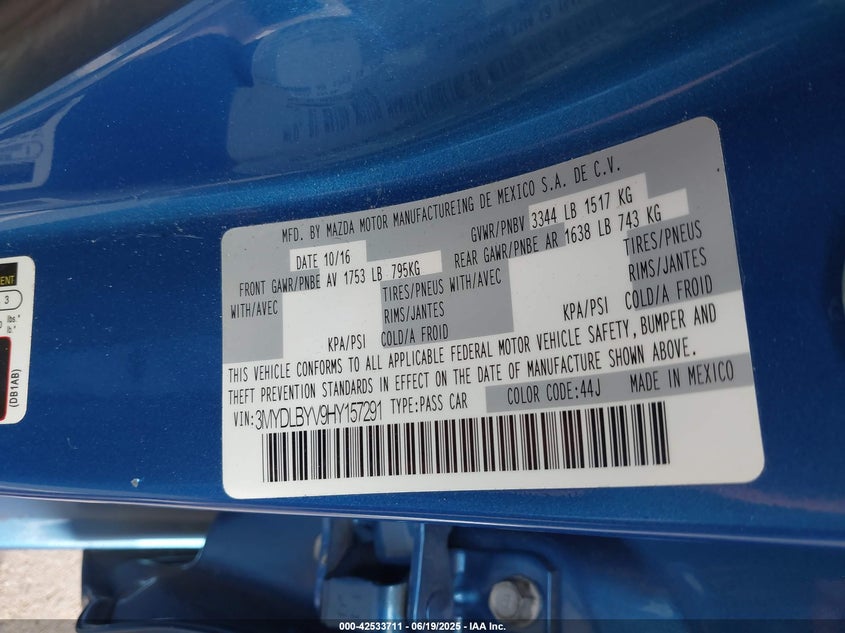 MFD. BY MAZDA MOTOR MANUFACTUREING DE MEXICO S.A. DE C.V.
DATE 10/16
GVWR/PNBV 3344 LB 1517 KG
FRONT GAWR/PNBE AV 1753 LB 795KG
REAR GAWR/PNBE AR 1638 LB 743 KG
WITH/AVEC TIRES/PNEUS WITH/AVEC TIRES/PNEUS
RIMS/JANTES RIMS/JANTES
KPA/PSI COLD/A FROID KPA/PSI COLD/A FROID
THIS VEHICLE CONFORMS TO ALL APPLICABLE FEDERAL MOTOR VEHICLE SAFETY, BUMPER AND
THEFT PREVENTION STANDARDS IN EFFECT ON THE DATE OF MANUFACTURE SHOWN ABOVE.
VIN:3MYDLBYV9HY157291 TYPE:PASS CAR COLOR CODE:44J MADE IN MEXICO
3
lbs.
(DB1AB)
000-42533711 - 06/19/2025 - IAA Inc.